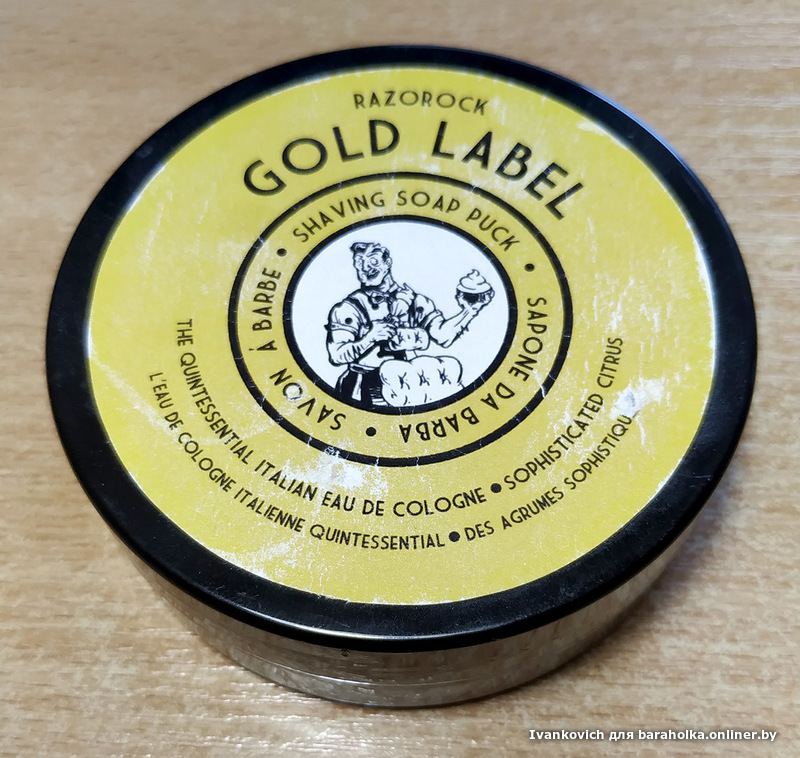 RAZOROCK
GOLD LABEL
SHAVING SOAP PUCK • SAPONE DA BARBA • SAVON À BARBE •
THE QUINTESSENTIAL ITALIAN EAU DE COLOGNE • SOPHISTICATED CITRUS
L'EAU DE COLOGNE ITALIENNE QUINTESSENTIAL • DES AGRUMES SOPHISTIQU
Ivankovich для baraholka.onliner.by